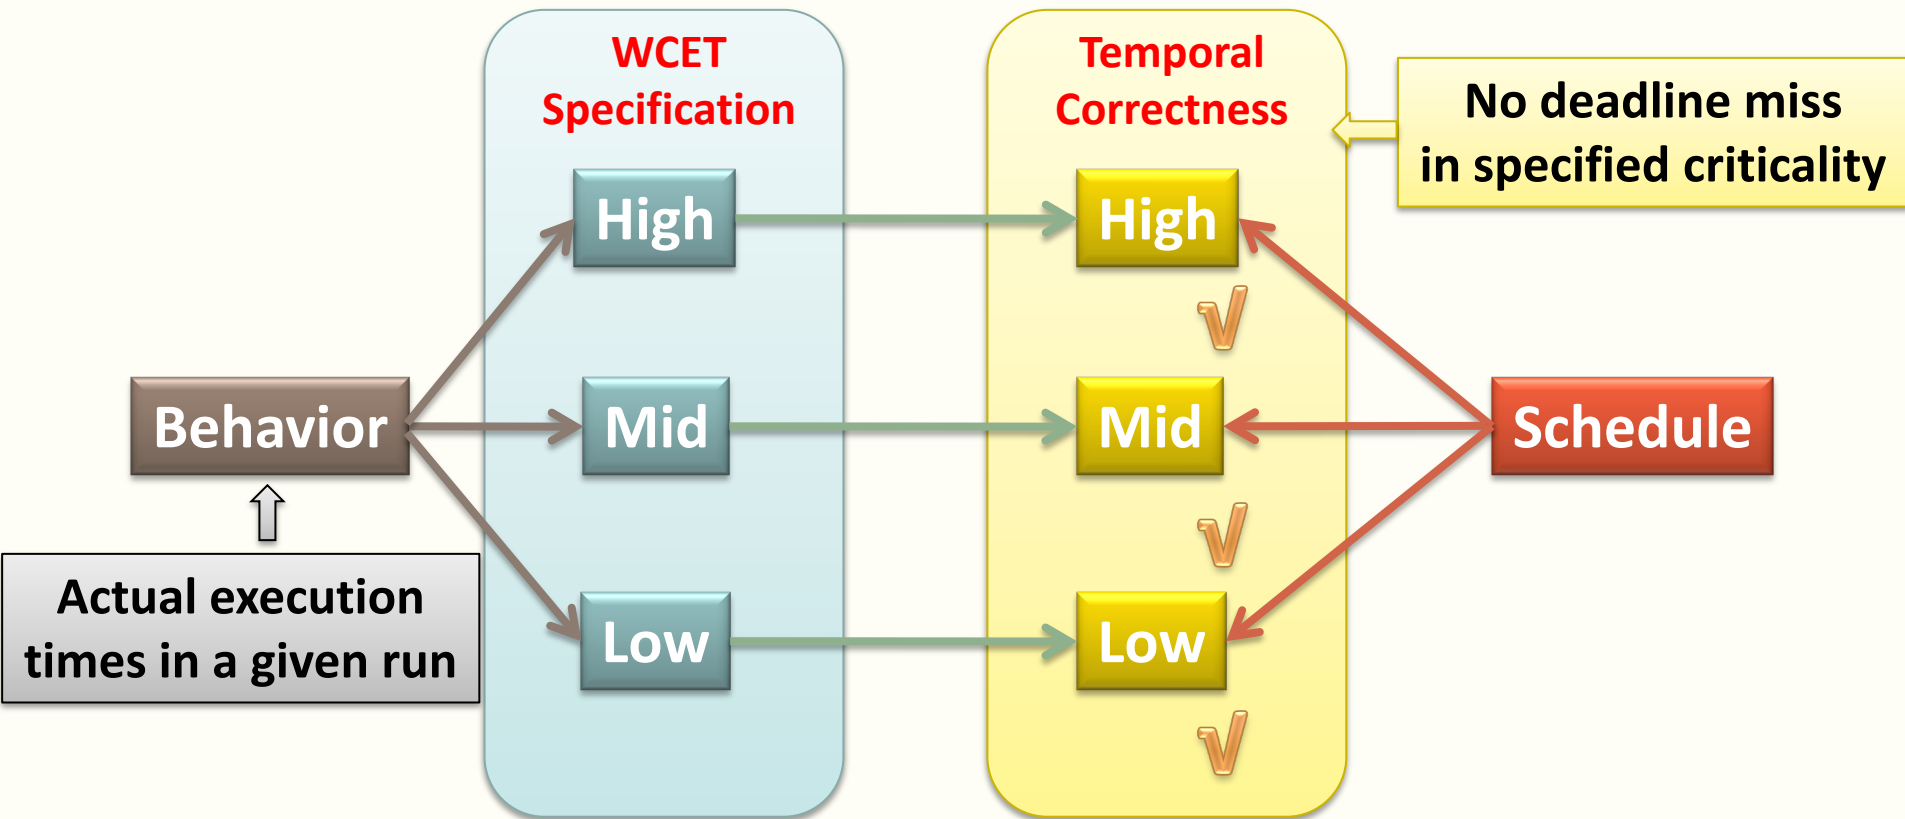 WCET
Specification
Temporal
Correctness
No deadline miss
in specified criticality
High
High
√
Behavior
Mid
Mid
Schedule
√
Actual execution
times in a given run
Low
Low
√